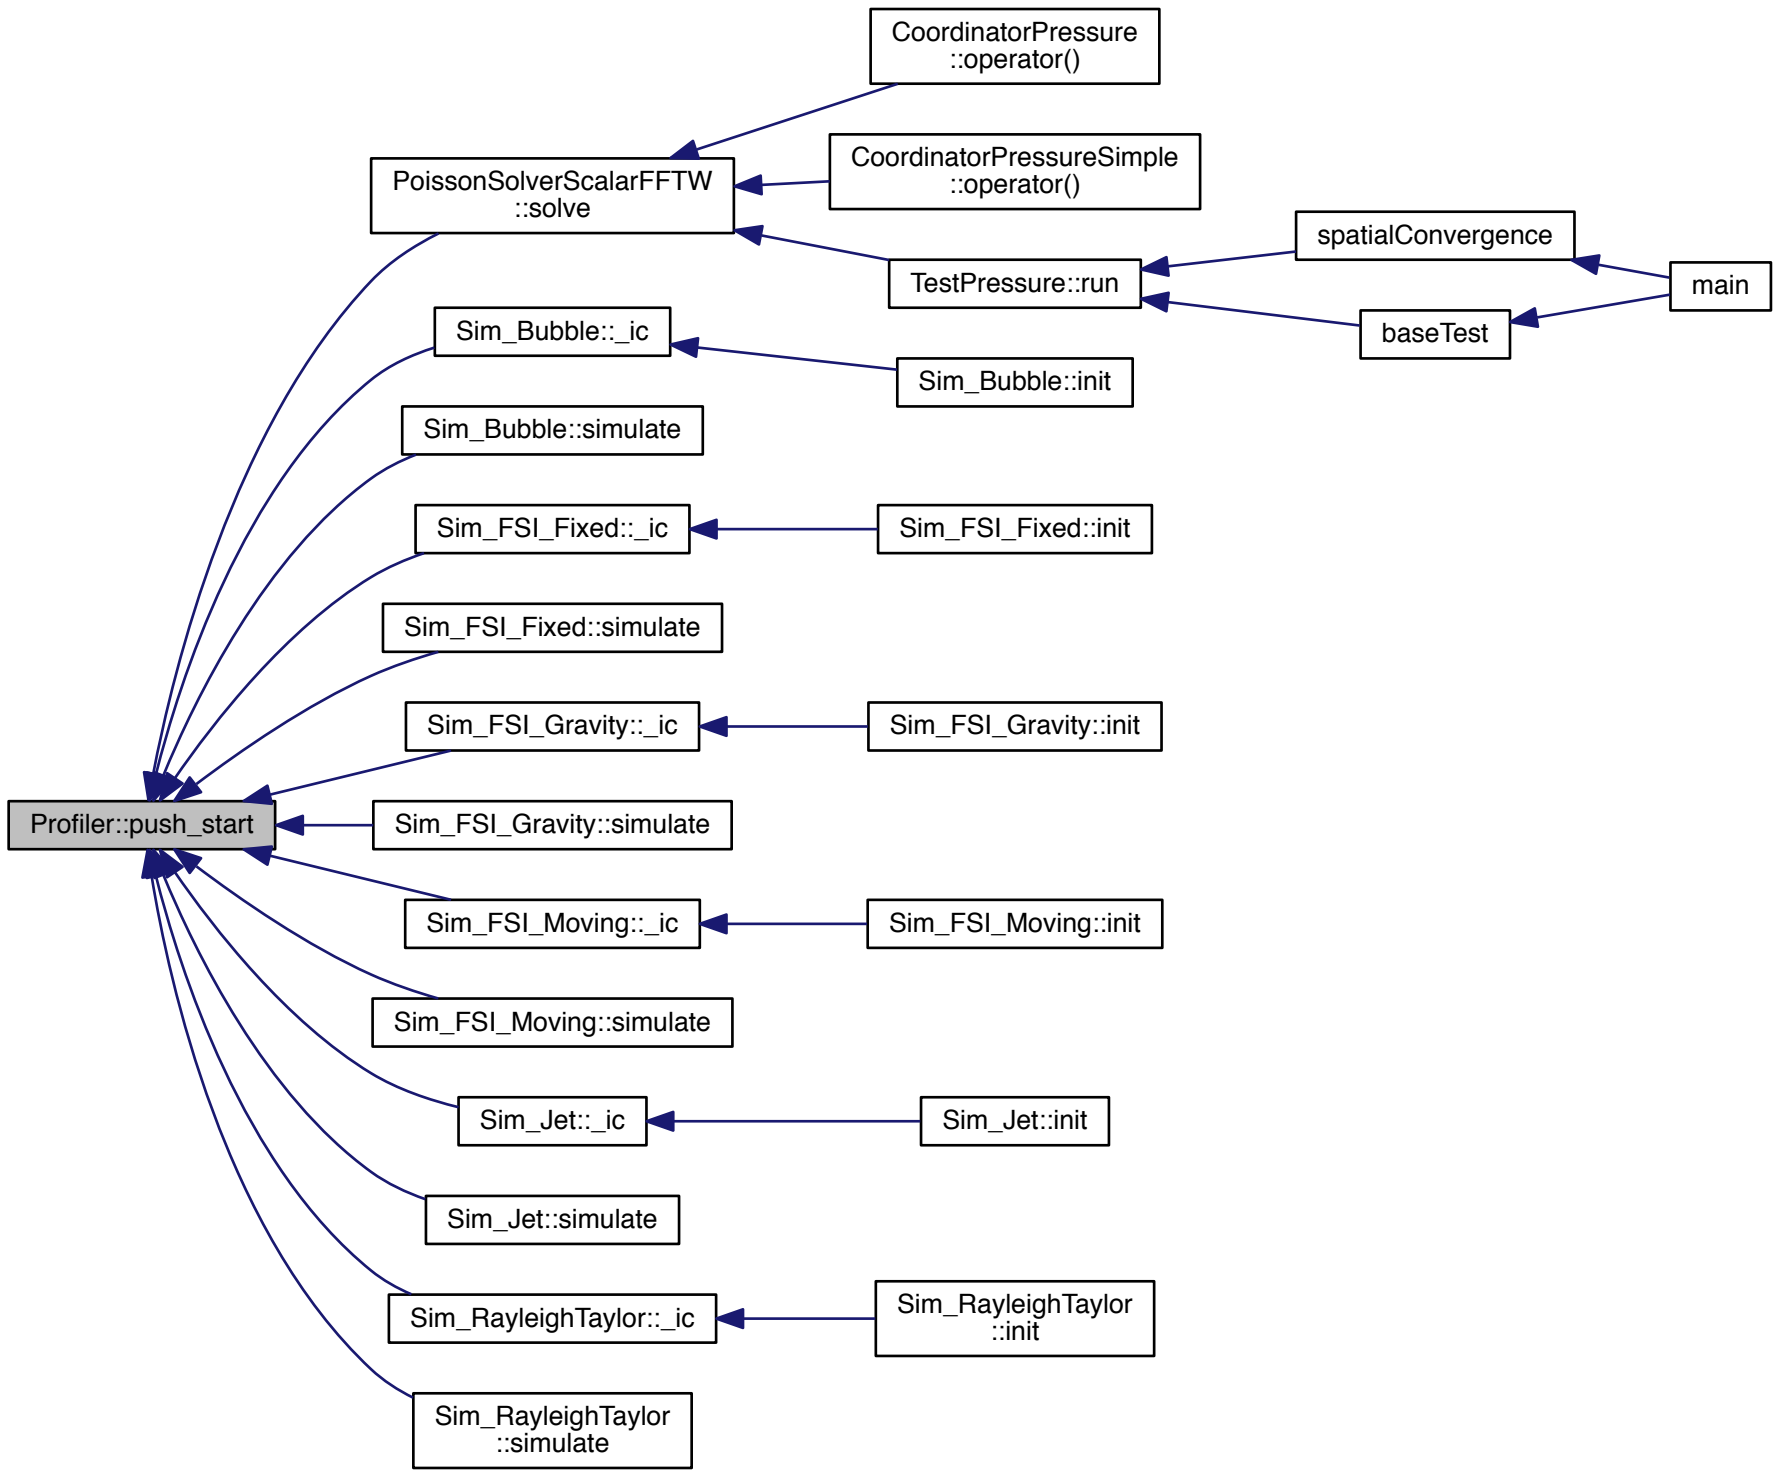 CoordinatorPressure
::operator()
CoordinatorPressureSimple
::operator()
PoissonSolverScalarFFTW
::solve
spatialConvergence
TestPressure::run
main
Sim_Bubble::_ic
baseTest
Sim_Bubble::init
Sim_Bubble::simulate
Sim_FSI_Fixed::_ic
Sim_FSI_Fixed::init
Sim_FSI_Fixed::simulate
Sim_FSI_Gravity::_ic
Sim_FSI_Gravity::init
Profiler::push_start
Sim_FSI_Gravity::simulate
Sim_FSI_Moving::_ic
Sim_FSI_Moving::init
Sim_FSI_Moving::simulate
Sim_Jet::_ic
Sim_Jet::init
Sim_Jet::simulate
Sim_RayleighTaylor::_ic
Sim_RayleighTaylor
::init
Sim_RayleighTaylor
::simulate